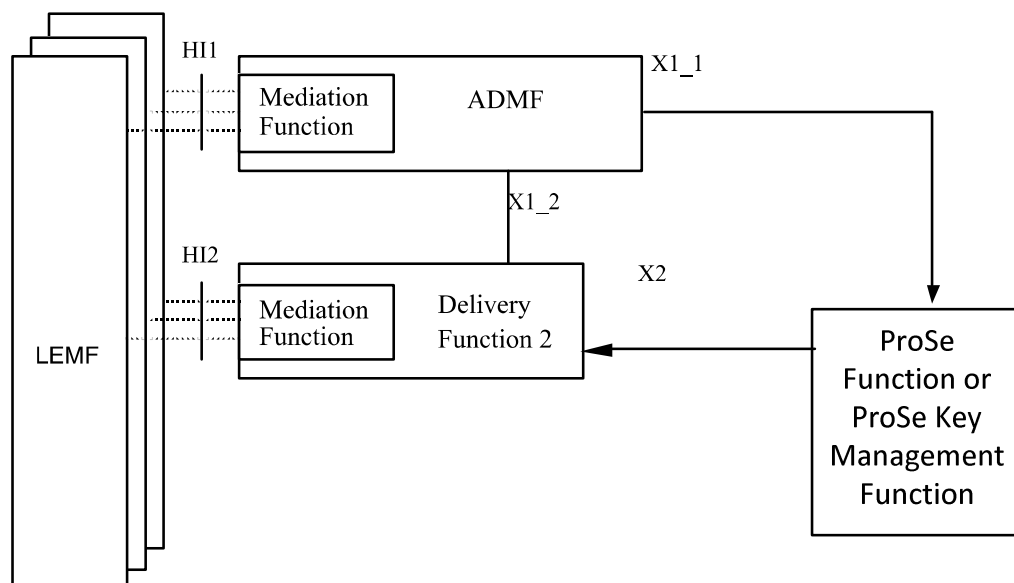 HI1
X1_1
Mediation
Function
ADMF
X1_2
HI2
X2
Mediation
Function
Delivery
Function 2
LEMF
ProSe
Function or
ProSe Key
Management
Function